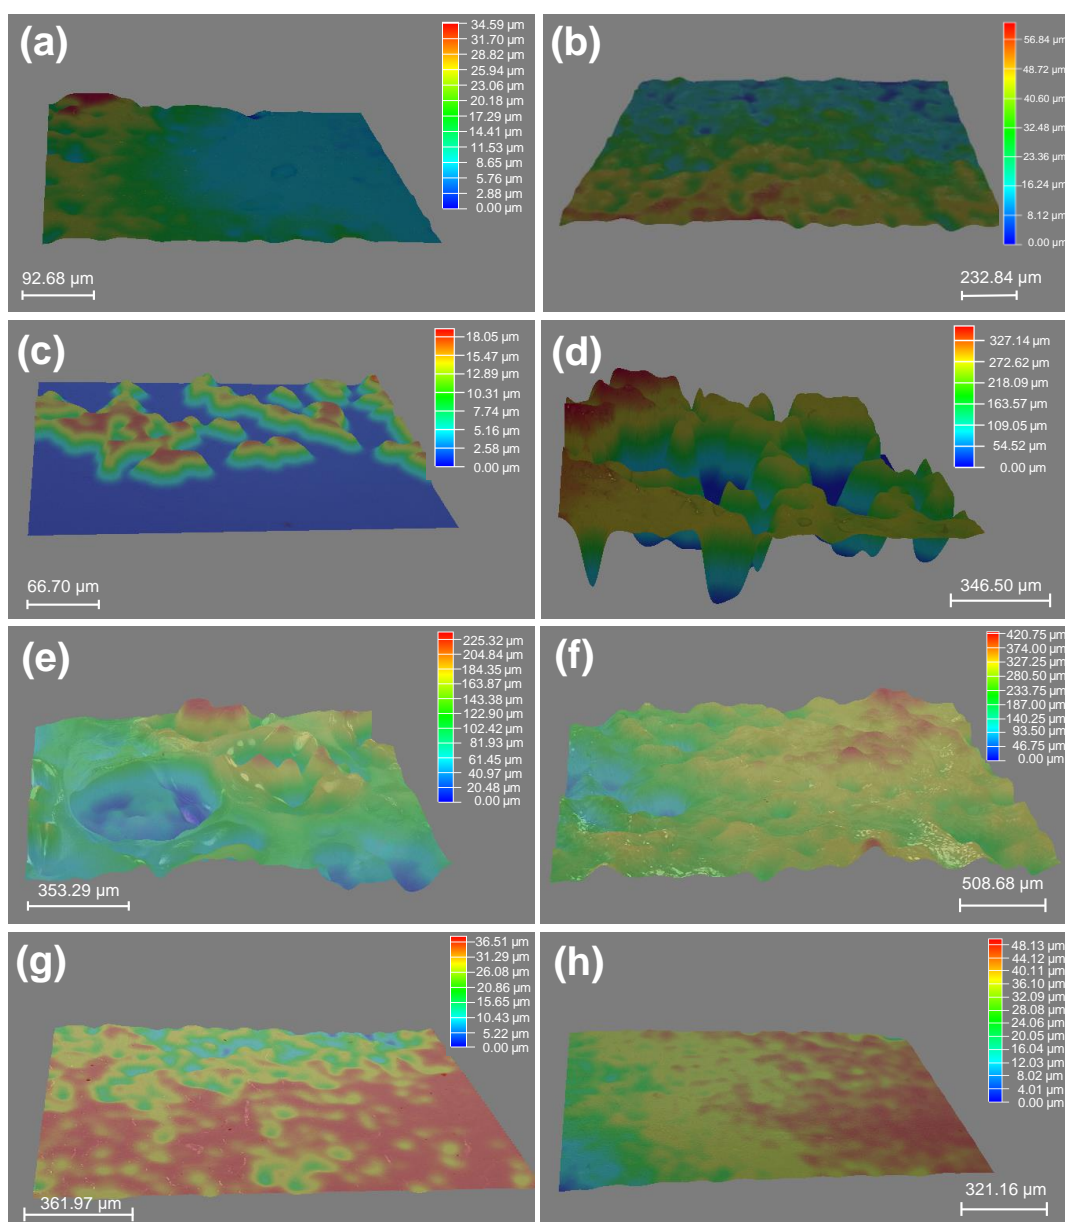 (a)
34.59 µm
31.70 µm
28.82 µm
25.94 µm
23.06 µm
20.18 µm
17.29 µm
14.41 µm
11.53 µm
8.65 µm
5.76 µm
2.88 µm
0.00 µm
92.68 µm
(b)
56.84 µm
48.72 µm
40.60 µm
32.48 µm
23.36 µm
16.24 µm
8.12 µm
0.00 µm
232.84 µm
(c)
18.05 µm
15.47 µm
12.89 µm
10.31 µm
7.74 µm
5.16 µm
2.58 µm
0.00 µm
66.70 µm
(d)
327.14 µm
272.62 µm
218.09 µm
163.57 µm
109.05 µm
54.52 µm
0.00 µm
346.50 µm
(e)
225.32 µm
204.84 µm
184.35 µm
163.87 µm
143.38 µm
122.90 µm
102.42 µm
81.93 µm
61.45 µm
40.97 µm
20.48 µm
0.00 µm
353.29 µm
(f)
420.75 µm
374.00 µm
327.25 µm
280.50 µm
233.75 µm
187.00 µm
140.25 µm
93.50 µm
46.75 µm
0.00 µm
508.68 µm
(g)
36.51 µm
31.29 µm
26.08 µm
20.86 µm
15.65 µm
10.43 µm
5.22 µm
0.00 µm
361.97 µm
(h)
48.13 µm
44.12 µm
40.11 µm
36.10 µm
32.09 µm
28.08 µm
24.06 µm
20.05 µm
16.04 µm
12.03 µm
8.02 µm
4.01 µm
0.00 µm
321.16 µm